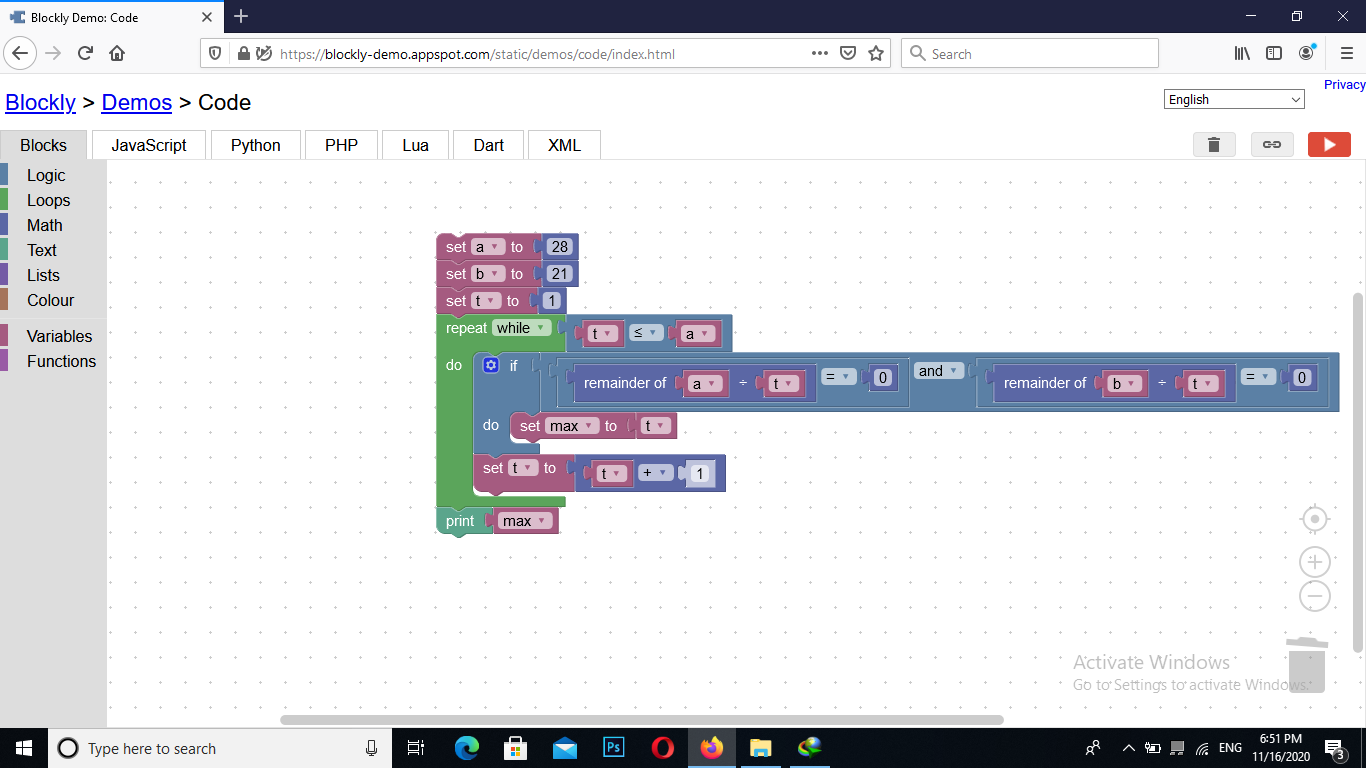 Blockly Demo: Code
https://blockly-demo.appspot.com/static/demos/code/index.html
Search
Privacy
Blockly > Demos > Code
English
Blocks JavaScript Python PHP Lua Dart XML
Logic
Loops
Math
Text
Lists
Colour
Variables
Functions
set a to 28
set b to 21
set t to 1
repeat while t ≤ a
do if remainder of a ÷ t = 0 and remainder of b ÷ t = 0
do set max to t
set t to t + 1
print max
Activate Windows
Go to Settings to activate Windows.
Type here to search
Ps
ENG
6:51 PM
11/16/2020
3